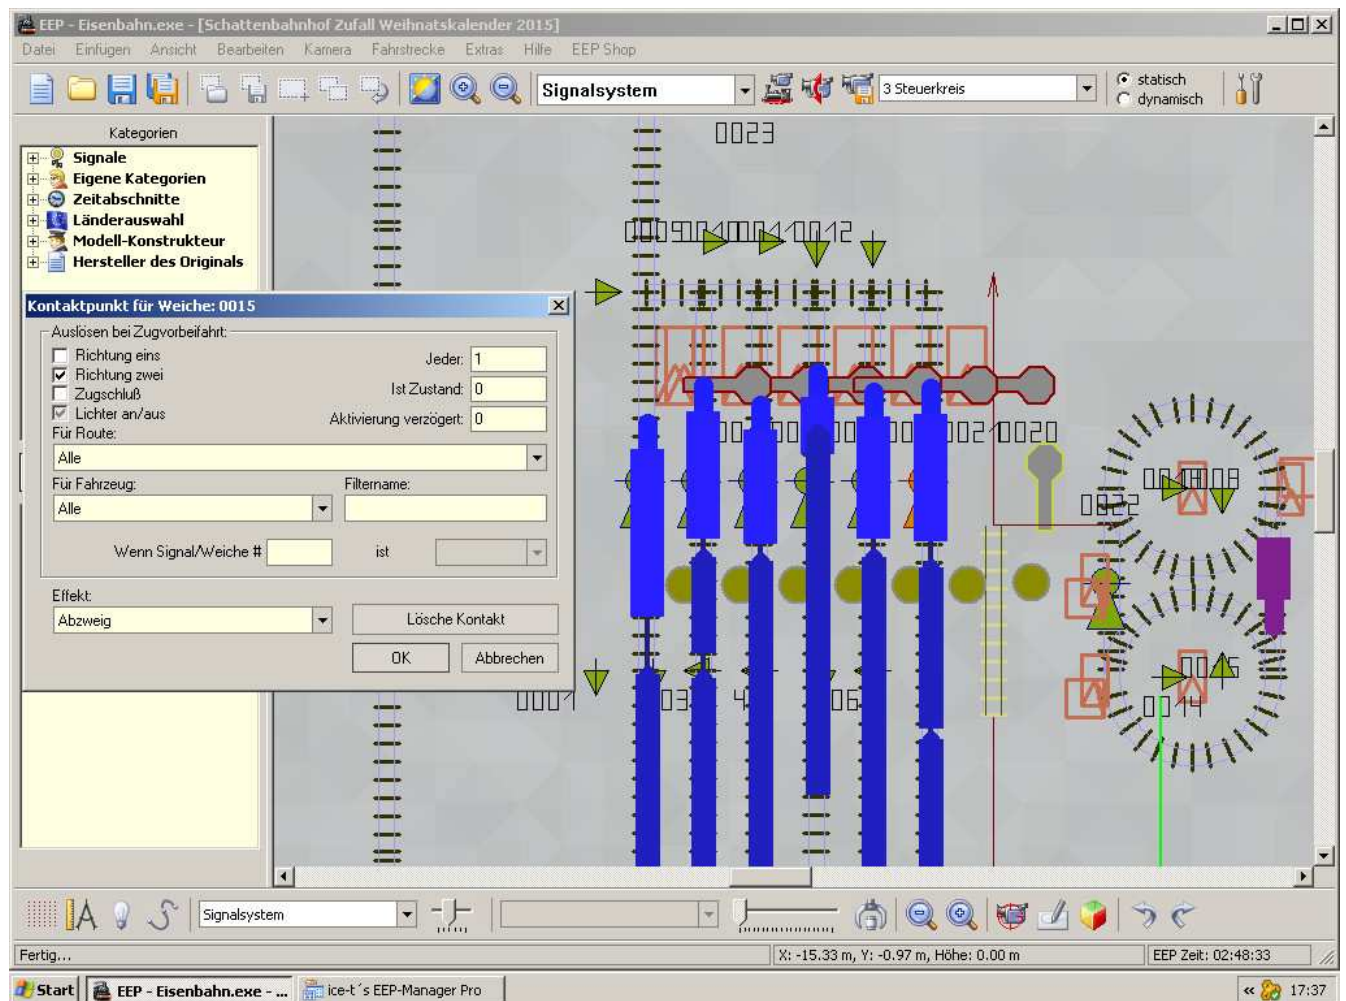 EEP - Eisenbahn.exe - [Schattenbahnhof Zufall Weihnatskalender 2015]
Datei Einfügen Ansicht Bearbeiten Kamera Fahrstrecke Extras Hilfe EEP Shop
Signalsystem
3 Steuerkreis
statisch
dynamisch
Kategorien
Signale
Eigene Kategorien
Zeitabschnitte
Länderauswahl
Modell-Konstrukteur
Hersteller des Originals
0023
0012
Kontaktpunkt für Weiche: 0015
Auslösen bei Zugvorbeifahrt:
Richtung eins
Jeder: 1
Richtung zwei
Ist Zustand: 0
Zugschluß
Lichter an/aus
Aktivierung verzögert: 0
Für Route:
Alle
Für Fahrzeug:
Filtername:
Alle
Wenn Signal/Weiche # ist
Effekt:
Abzweig
Lösche Kontakt
OK
Abbrechen
0020
0022
0001
03
4
06
0014
Signalsystem
Fertig...
X: -15.33 m, Y: -0.97 m, Höhe: 0.00 m
EEP Zeit: 02:48:33
Start
EEP - Eisenbahn.exe - ...
ice-t´s EEP-Manager Pro
«
17:37